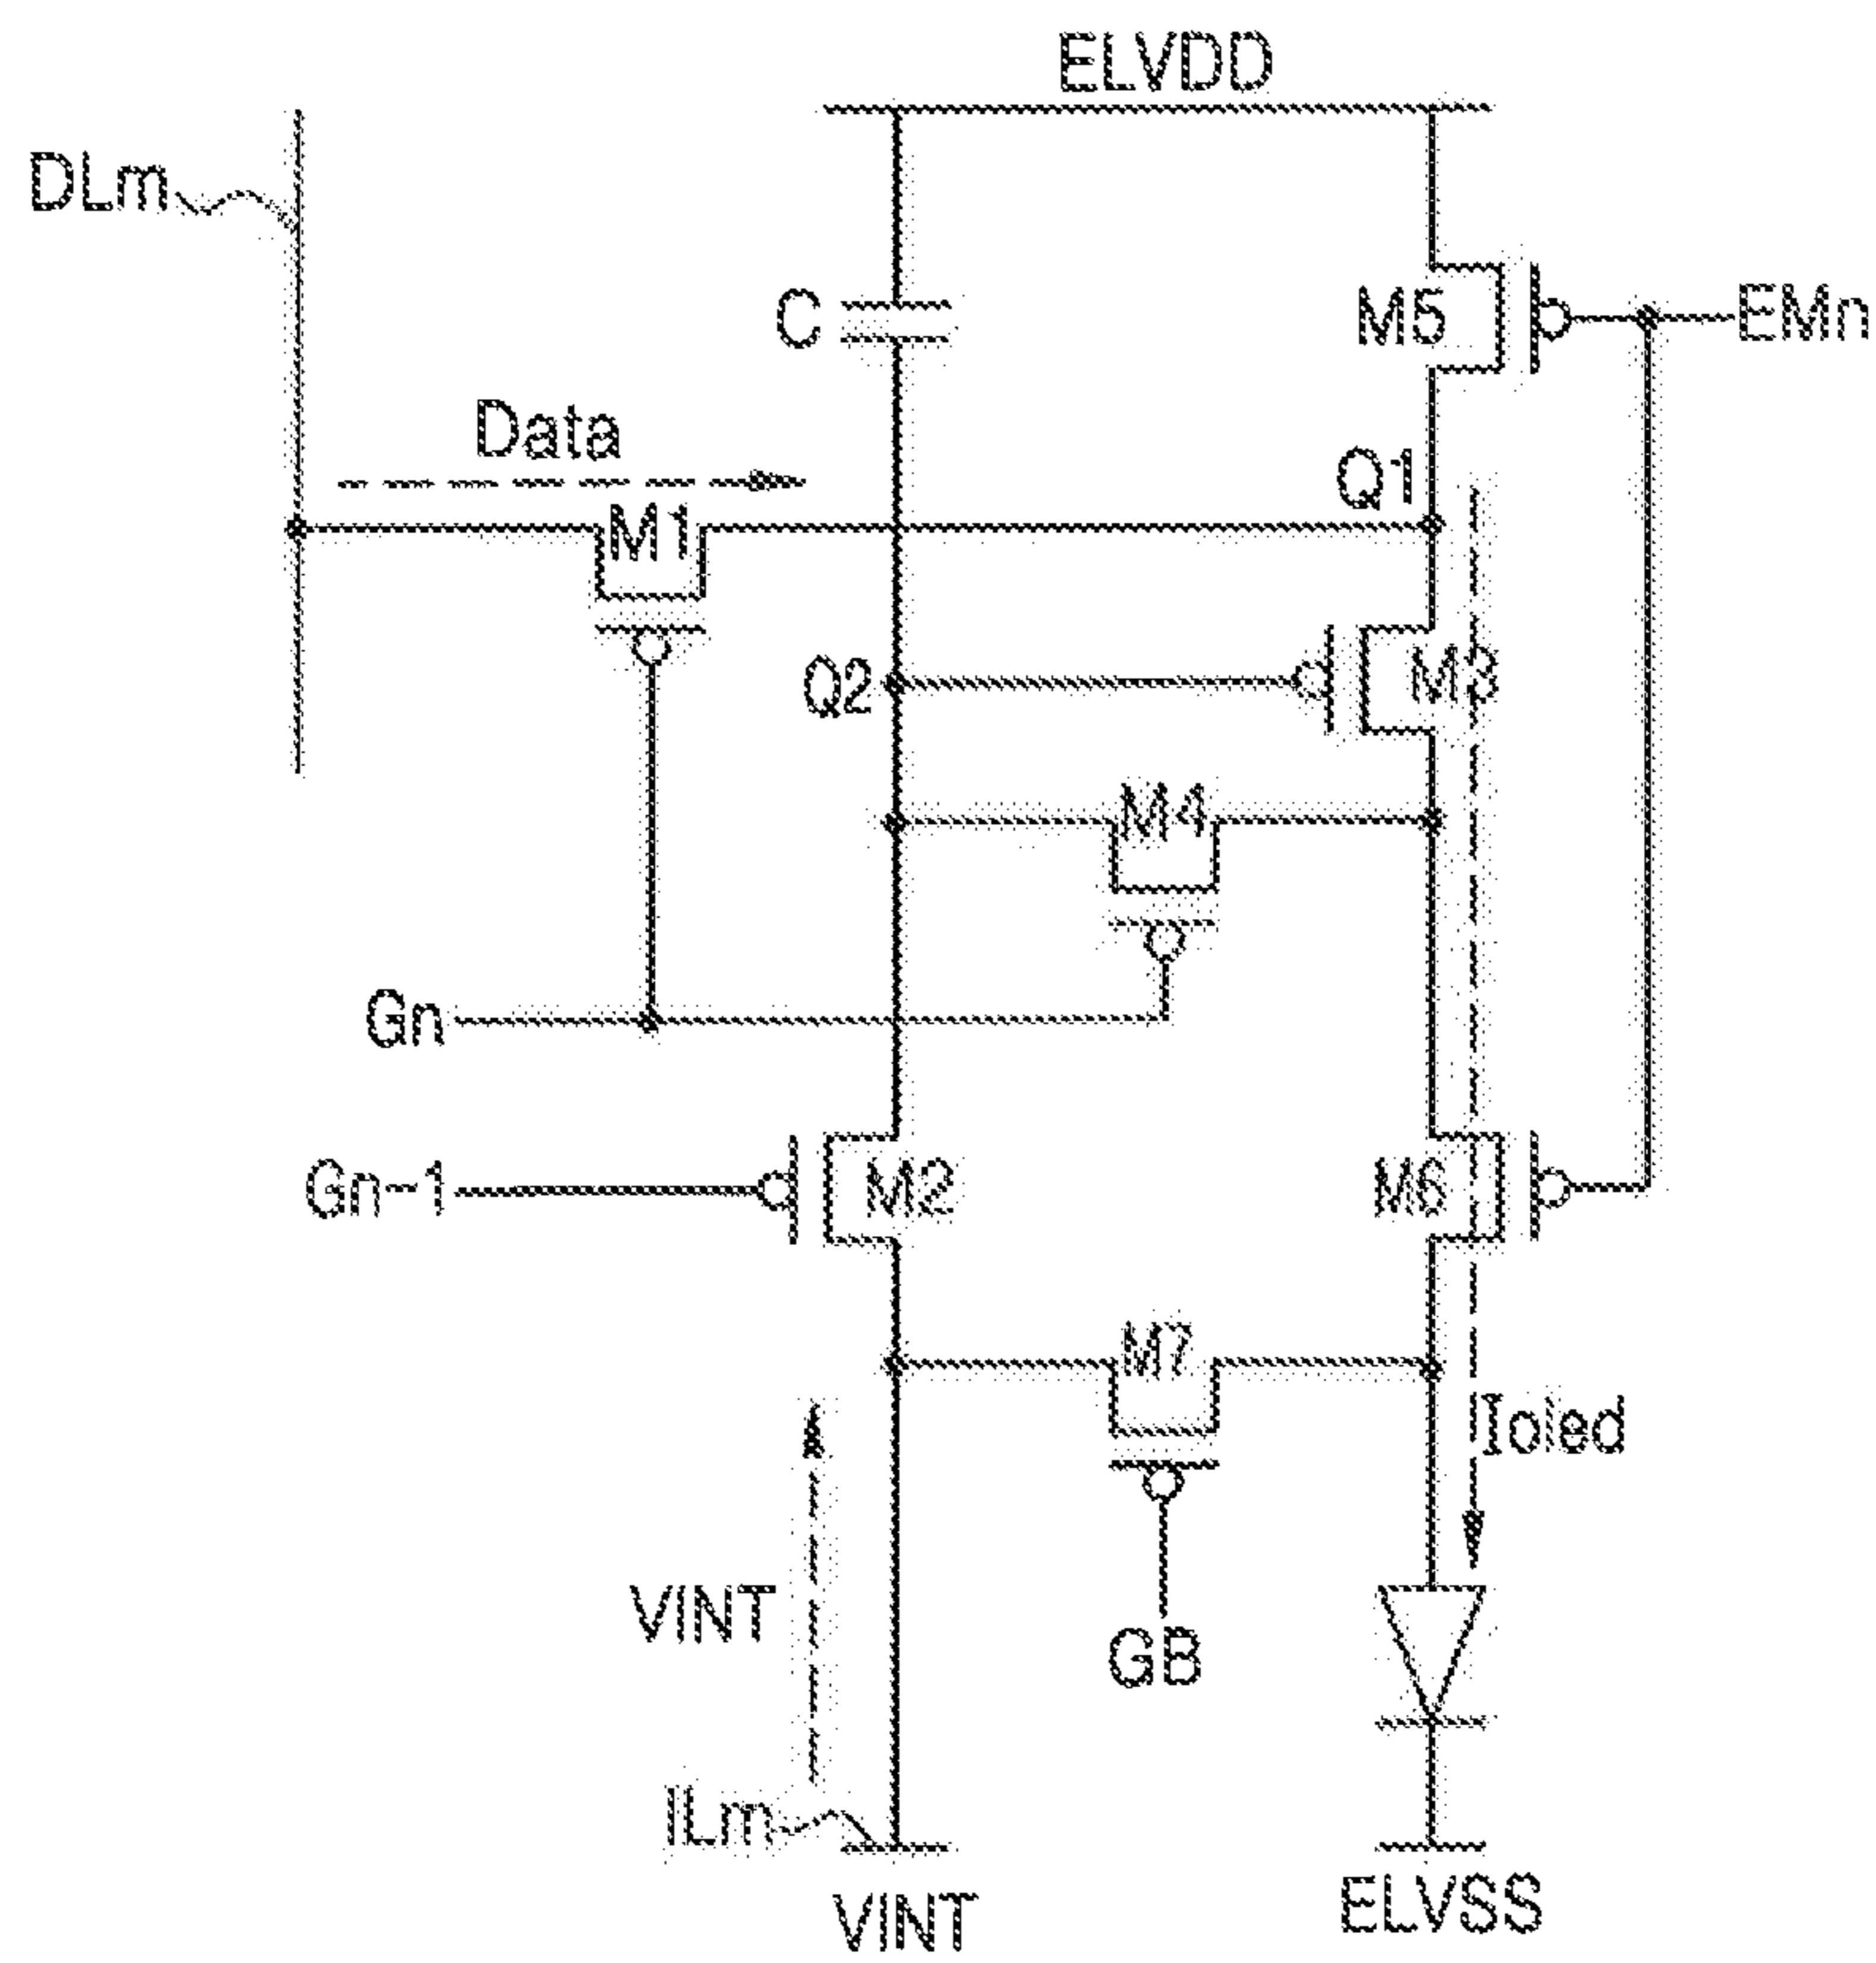 ELVDD
DLm
C
M5
EMn
Data
Q1
M1
Q2
M3
M4
Gn
Gn-1
M2
M6
M7
Ioled
VINT
GB
ILm
VINT
ELVSS